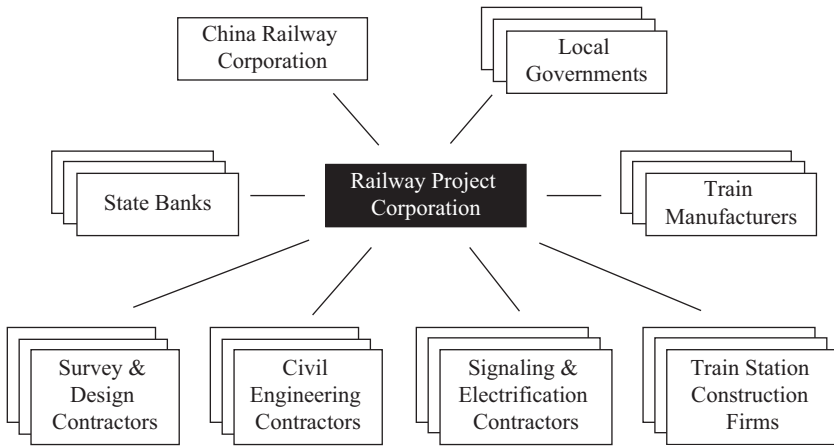 China Railway
Corporation
Local
Governments
State Banks
Railway Project
Corporation
Train
Manufacturers
Survey &
Design
Contractors
Civil
Engineering
Contractors
Signaling &
Electrification
Contractors
Train Station
Construction
Firms